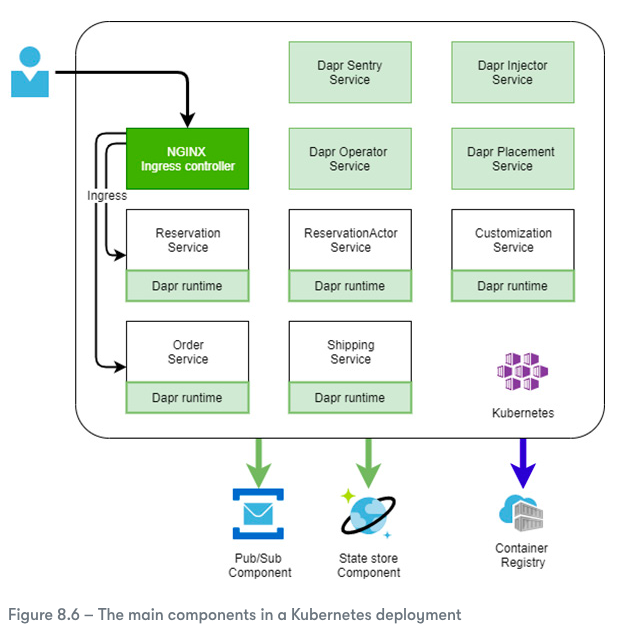 Dapr Sentry
Service
Dapr Injector
Service
NGINX
Ingress controller
Dapr Operator
Service
Dapr Placement
Service
Ingress
Reservation
Service
Dapr runtime
ReservationActor
Service
Dapr runtime
Customization
Service
Dapr runtime
Order
Service
Dapr runtime
Shipping
Service
Dapr runtime
Kubernetes
Pub/Sub
Component
State store
Component
Container
Registry
Figure 8.6 – The main components in a Kubernetes deployment